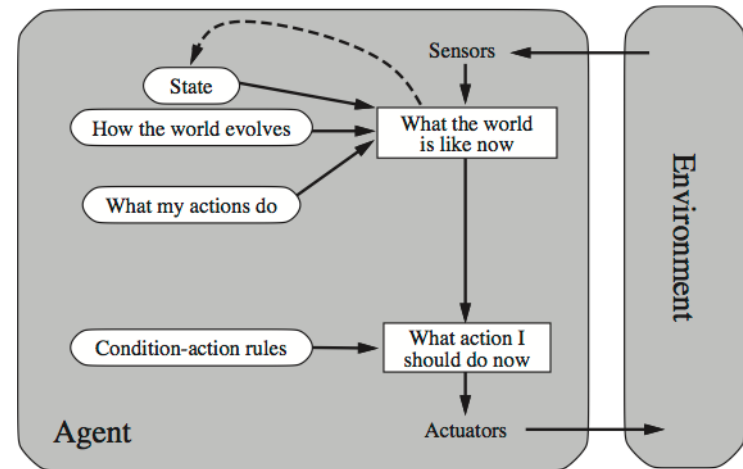 Sensors
State
How the world evolves
What the world
is like now
What my actions do
Condition-action rules
What action I
should do now
Agent
Actuators
Environment